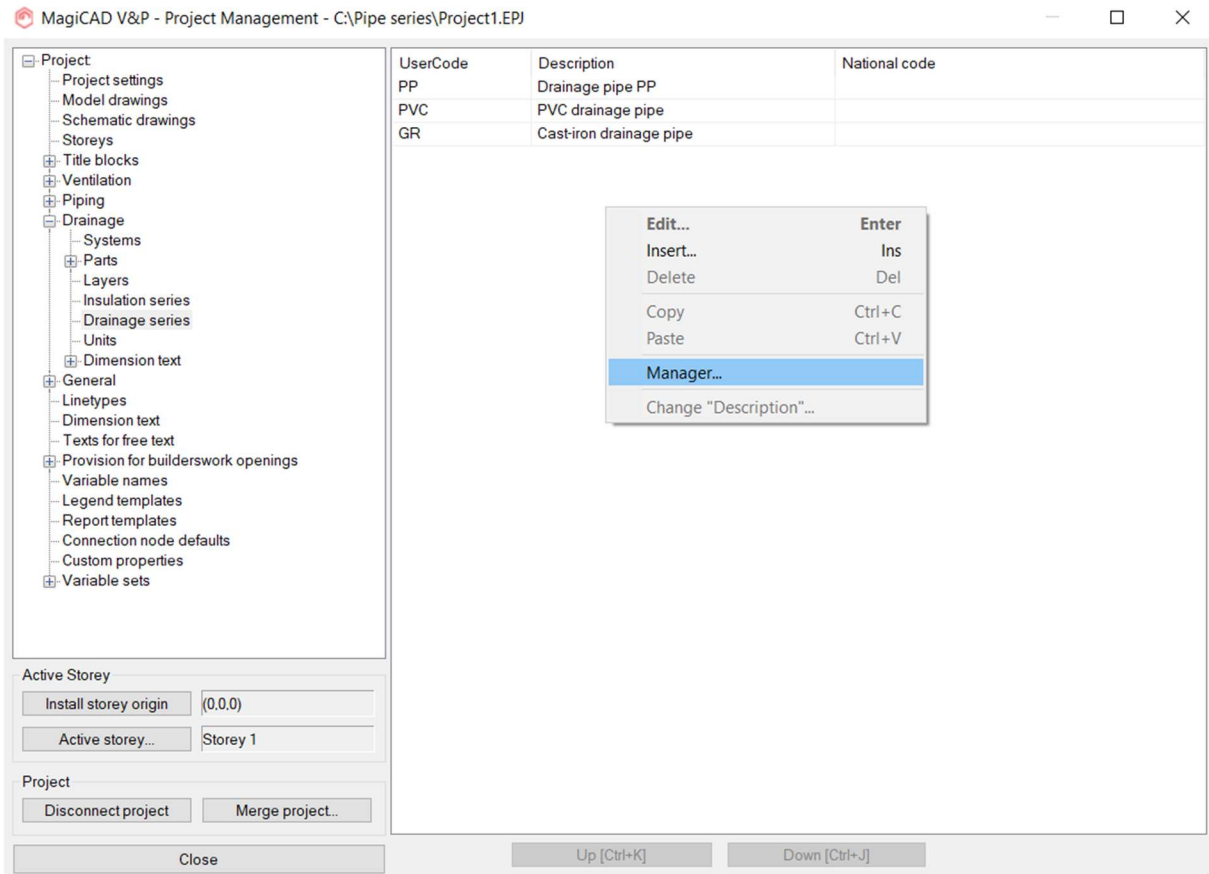 MagiCAD V&P - Project Management - C:\Pipe series\Project1.EPJ
Project
Project settings
Model drawings
Schematic drawings
Storeys
Title blocks
Ventilation
Piping
Drainage
Systems
Parts
Layers
Insulation series
Drainage series
Units
Dimension text
General
Linetypes
Dimension text
Texts for free text
Provision for builderswork openings
Variable names
Legend templates
Report templates
Connection node defaults
Custom properties
Variable sets
Active Storey
Install storey origin (0,0,0)
Active storey... Storey 1
Project
Disconnect project Merge project...
Close
UserCode Description National code
PP Drainage pipe PP
PVC PVC drainage pipe
GR Cast-iron drainage pipe
Edit... Enter
Insert... Ins
Delete Del
Copy Ctrl+C
Paste Ctrl+V
Manager...
Change "Description"...
Up [Ctrl+K] Down [Ctrl+J]